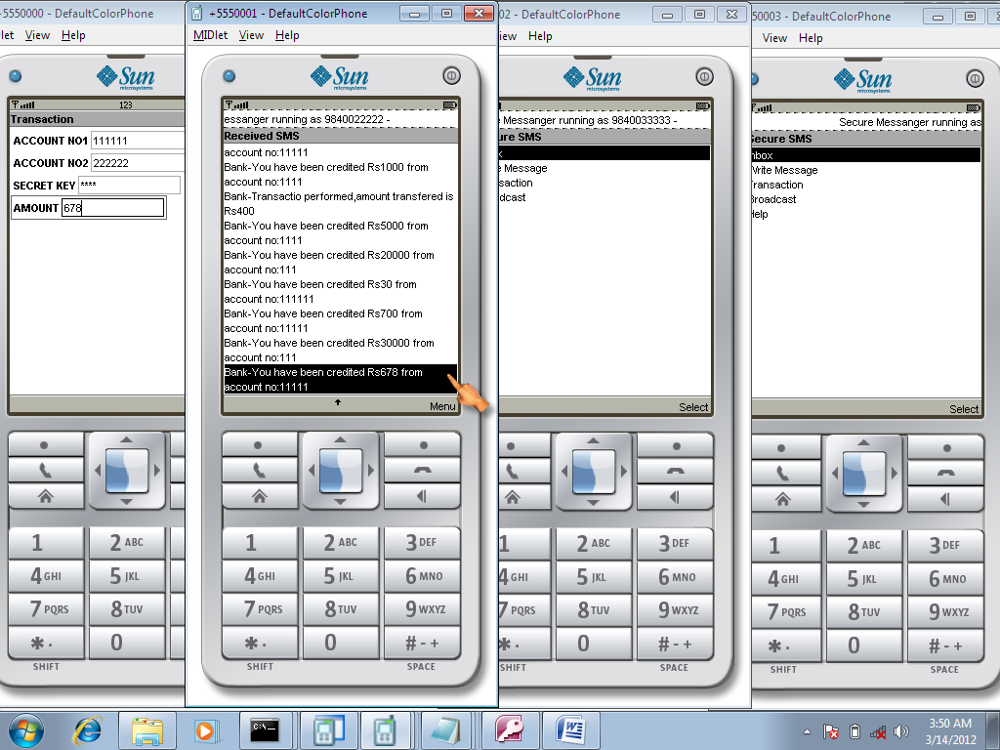 -5550000 - DefaultColorPhone
View Help
Sun
microsystems
123
Transaction
ACCOUNT NO1 111111
ACCOUNT NO2 222222
SECRET KEY ****
AMOUNT 678
1
2 ABC
4 GHI
5 JKL
7 PQRS
8 TUV
* .
0
SHIFT
+5550001 - DefaultColorPhone
MIDlet View Help
Sun
microsystems
essanger running as 9840022222 -
Received SMS
account no:11111
Bank-You have been credited Rs1000 from
account no:1111
Bank-Transactio performed,amount transfered is
Rs400
Bank-You have been credited Rs5000 from
account no:1111
Bank-You have been credited Rs20000 from
account no:111
Bank-You have been credited Rs30 from
account no:111111
Bank-You have been credited Rs700 from
account no:11111
Bank-You have been credited Rs30000 from
account no:111
Bank-You have been credited Rs678 from
account no:11111
Menu
1
2 ABC
3 DEF
4 GHI
5 JKL
6 MNO
7 PQRS
8 TUV
9 WXYZ
* .
0
# - +
SHIFT
SPACE
02 - DefaultColorPhone
iew Help
Sun
microsystems
e Messanger running as 9840033333 -
ure SMS
x
e Message
saction
dcast
Select
1
2 ABC
3 DEF
4 GHI
5 JKL
6 MNO
7 PQRS
8 TUV
9 WXYZ
* .
0
# - +
SHIFT
SPACE
50003 - DefaultColorPhone
View Help
Sun
microsystems
Secure Messanger running as
Secure SMS
nbox
Write Message
Transaction
Broadcast
Help
Select
1
2 ABC
3 DEF
4 GHI
5 JKL
6 MNO
7 PQRS
8 TUV
9 WXYZ
* .
0
# - +
SHIFT
SPACE
C:\_
3:50 AM
3/14/2012